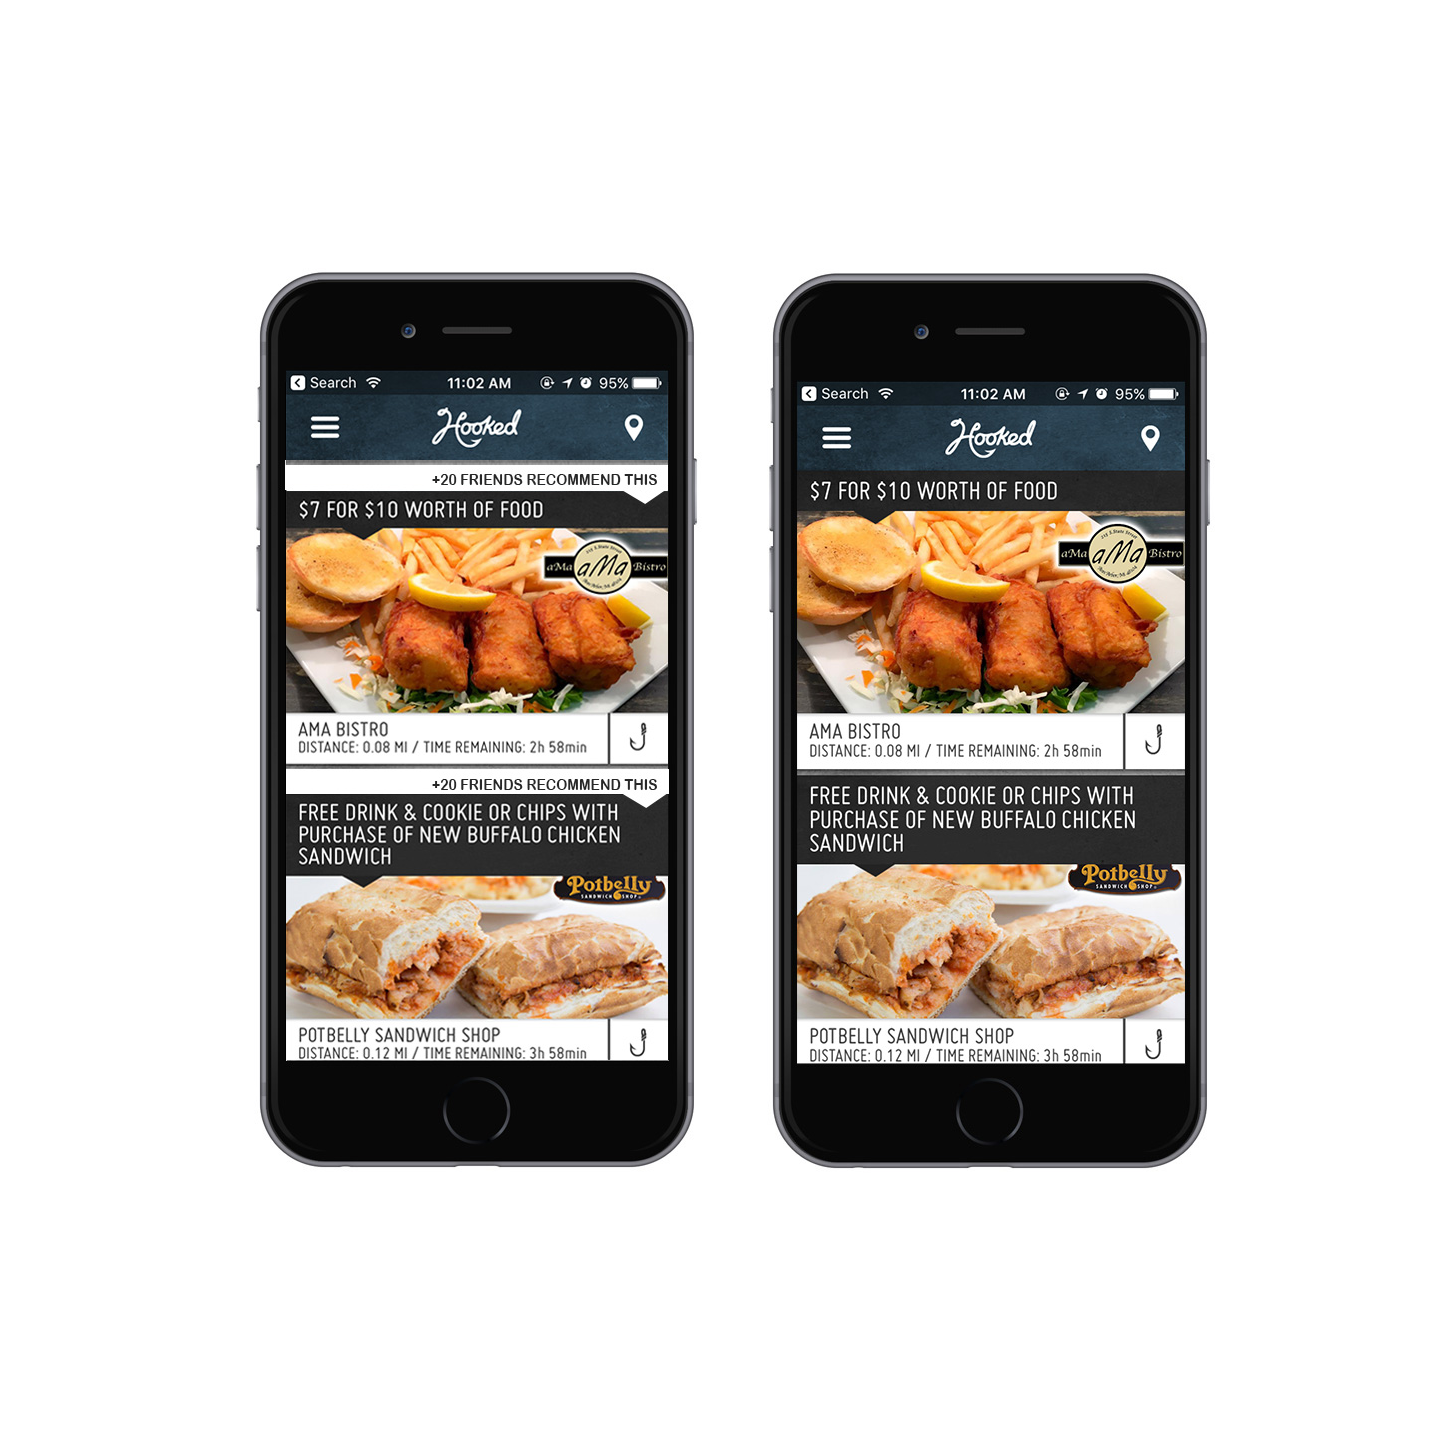 Search
11:02 AM
95%
Hooked
+20 FRIENDS RECOMMEND THIS
$7 FOR $10 WORTH OF FOOD
aMa
aMa
Bistro
AMA BISTRO
DISTANCE: 0.08 MI / TIME REMAINING: 2h 58min
+20 FRIENDS RECOMMEND THIS
FREE DRINK & COOKIE OR CHIPS WITH
PURCHASE OF NEW BUFFALO CHICKEN
SANDWICH
Potbelly
SANDWICH SHOP
POTBELLY SANDWICH SHOP
DISTANCE: 0.12 MI / TIME REMAINING: 3h 58min
Search
11:02 AM
95%
Hooked
$7 FOR $10 WORTH OF FOOD
115 S.State Street
aMa
aMa
Bistro
AMA BISTRO
DISTANCE: 0.08 MI / TIME REMAINING: 2h 58min
FREE DRINK & COOKIE OR CHIPS WITH
PURCHASE OF NEW BUFFALO CHICKEN
SANDWICH
Potbelly
SANDWICH SHOP
POTBELLY SANDWICH SHOP
DISTANCE: 0.12 MI / TIME REMAINING: 3h 58min